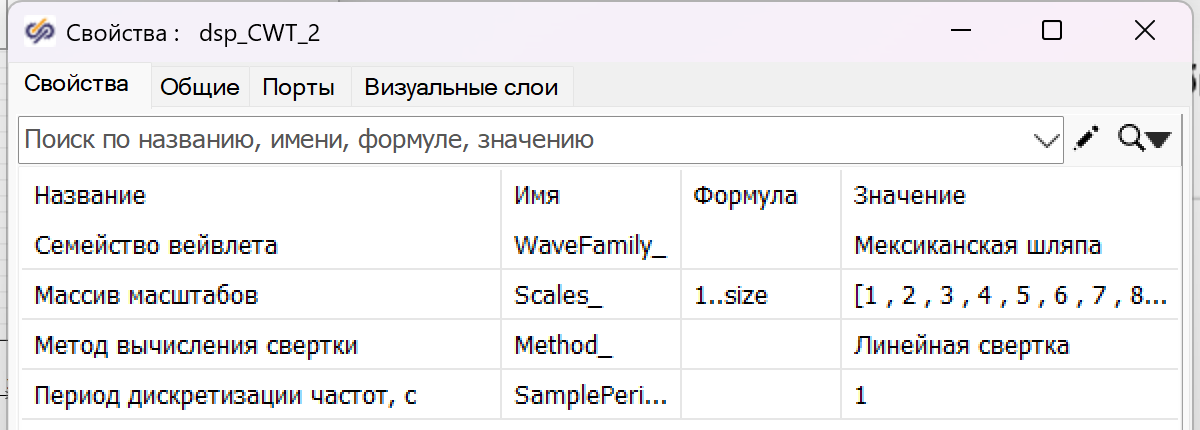 Свойства : dsp_CWT_2
Свойства Общие Порты Визуальные слои
Поиск по названию, имени, формуле, значению
Название Имя Формула Значение
Семейство вейвлета WaveFamily_ Мексиканская шляпа
Массив масштабов Scales_ 1..size [1 , 2 , 3 , 4 , 5 , 6 , 7 , 8...
Метод вычисления свертки Method_ Линейная свертка
Период дискретизации частот, с SamplePeri... 1